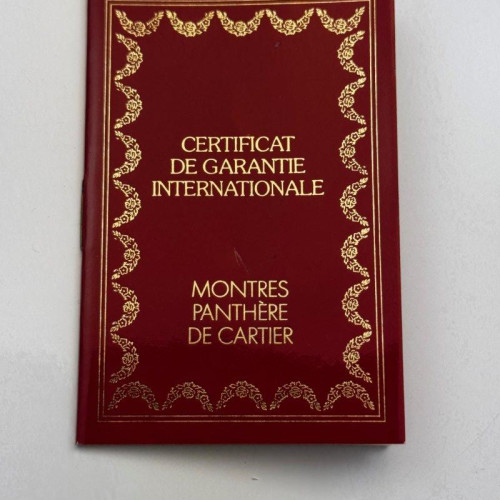 CERTIFICAT
DE GARANTIE
INTERNATIONALE
MONTRES
PANTHÈRE
DE CARTIER